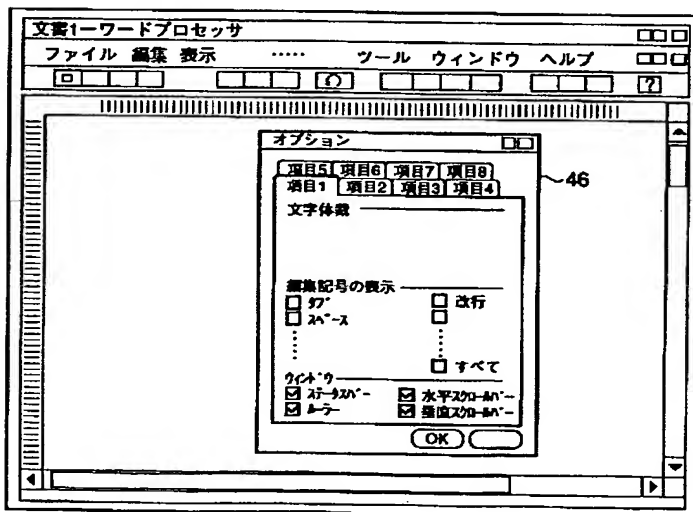 文書1ーワードプロセッサ
ファイル 編集 表示 ‥‥‥ ツール ウィンドウ ヘルプ
?
オプション
項目5 項目6 項目7 項目8
46
項目1 項目2 項目3 項目4
文字体裁
編集記号の表示
タブ 改行
スペース
すべて
ウィンドウ
ステータスバー 水平スクロールバー
ルーラー 垂直スクロールバー
OK